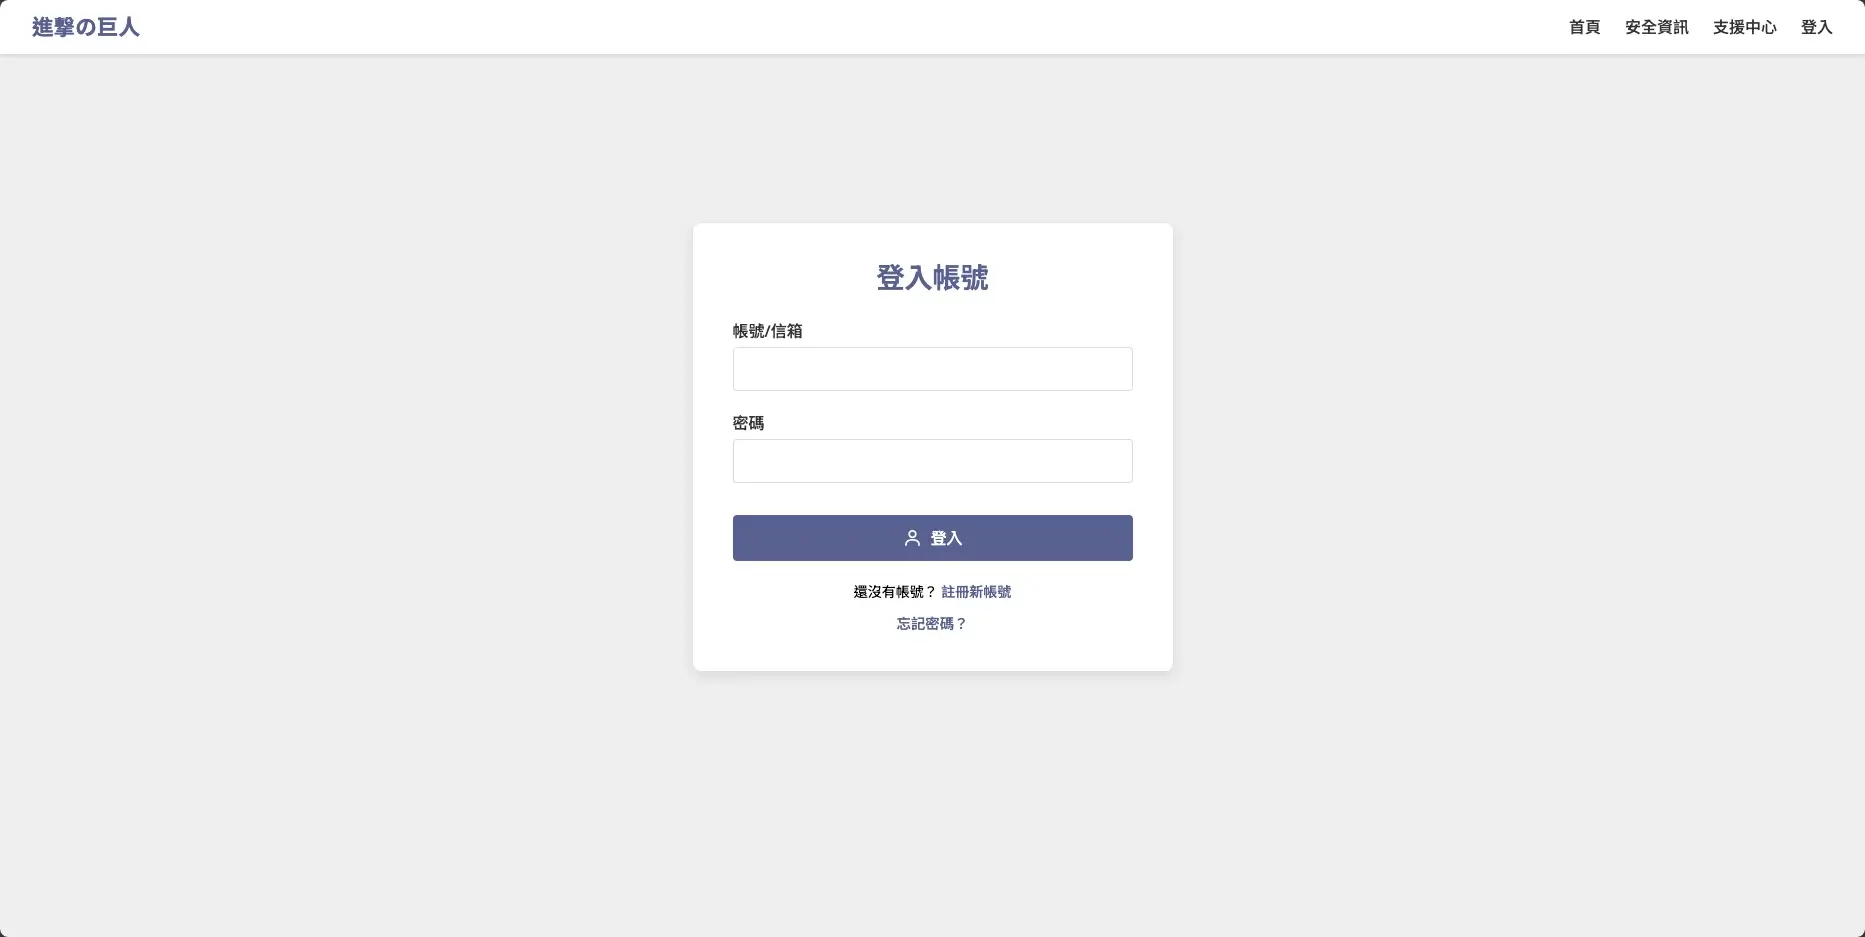 進撃の巨人
首頁 安全資訊 支援中心 登入
登入帳號
帳號/信箱
密碼
登入
還沒有帳號？ 註冊新帳號
忘記密碼？